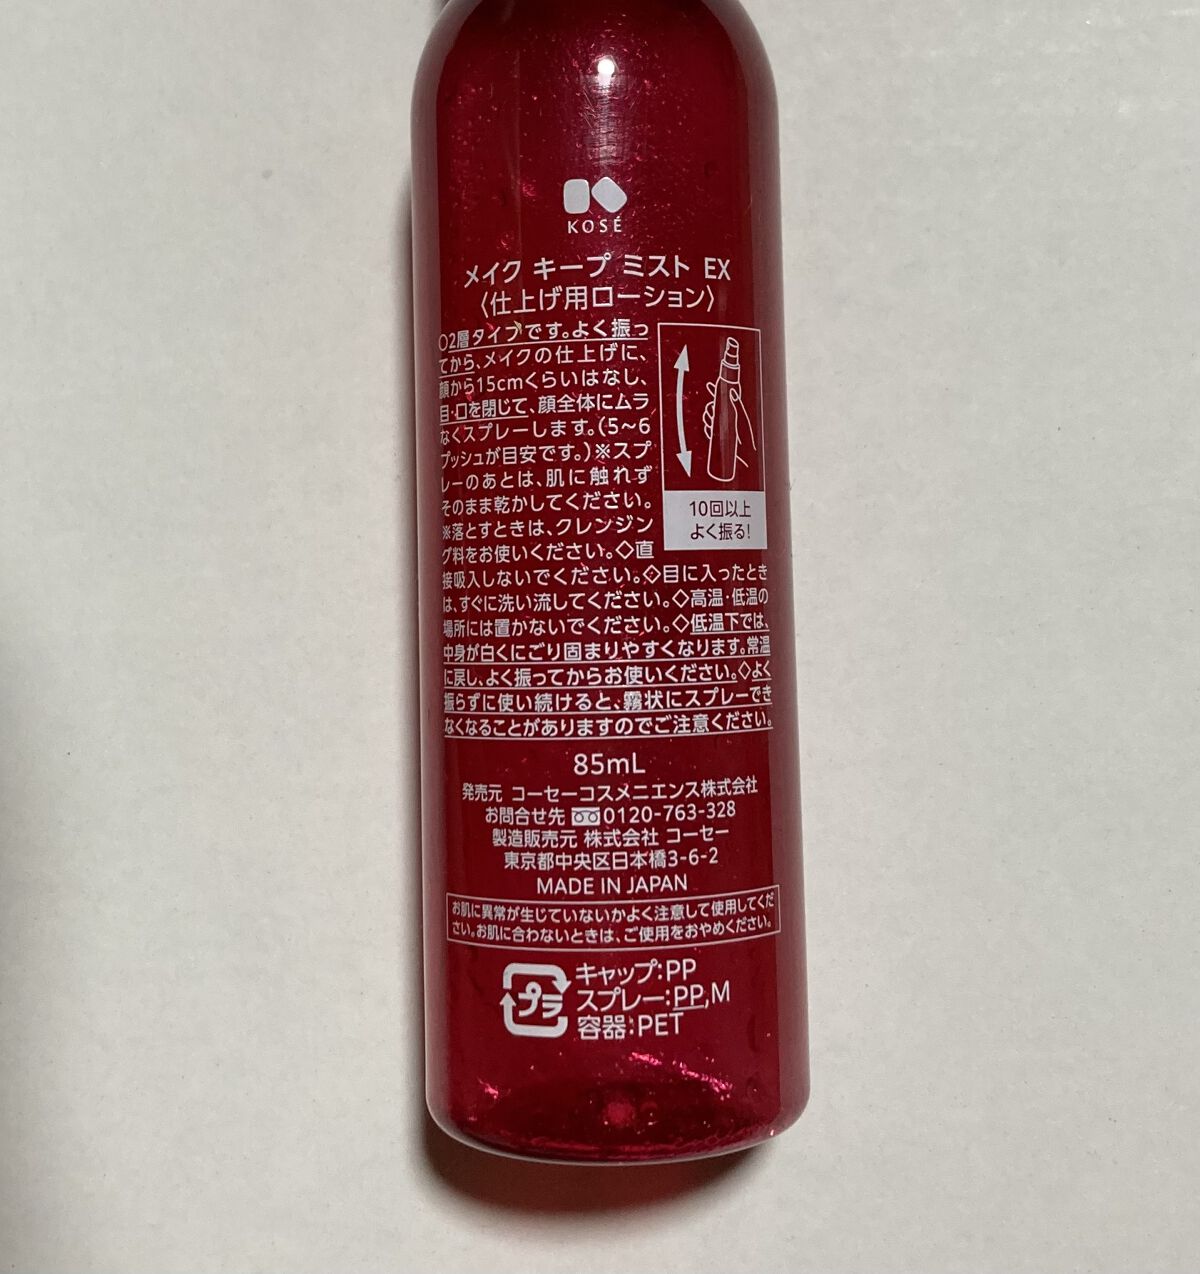 KOSÉ
メイク キープ ミスト EX
〈仕上げ用ローション〉
○2層タイプです。よく振っ
てから、メイクの仕上げに、
顔から15cmくらいはなし、
目・口を閉じて、顔全体にムラ
なくスプレーします。(5~6
プッシュが目安です。)※スプ
レーのあとは、肌に触れず
そのまま乾かしてください。
※落とすときは、クレンジン
グ料をお使いください。◇直
接吸入しないでください。◇目に入ったとき
は、すぐに洗い流してください。◇高温・低温の
場所には置かないでください。◇低温下では、
中身が白くにごり固まりやすくなります。常温
に戻し、よく振ってからお使いください。◇よく
振らずに使い続けると、霧状にスプレーでき
なくなることがありますのでご注意ください。
10回以上
よく振る!
85mL
発売元 コーセーコスメニエンス株式会社
お問合せ先 0120-763-328
製造販売元 株式会社 コーセー
東京都中央区日本橋3-6-2
MADE IN JAPAN
お肌に異常が生じていないかよく注意して使用してくだ
さい。お肌に合わないときは、ご使用をおやめください。
プラ
キャップ:PP
スプレー:PP,M
容器:PET